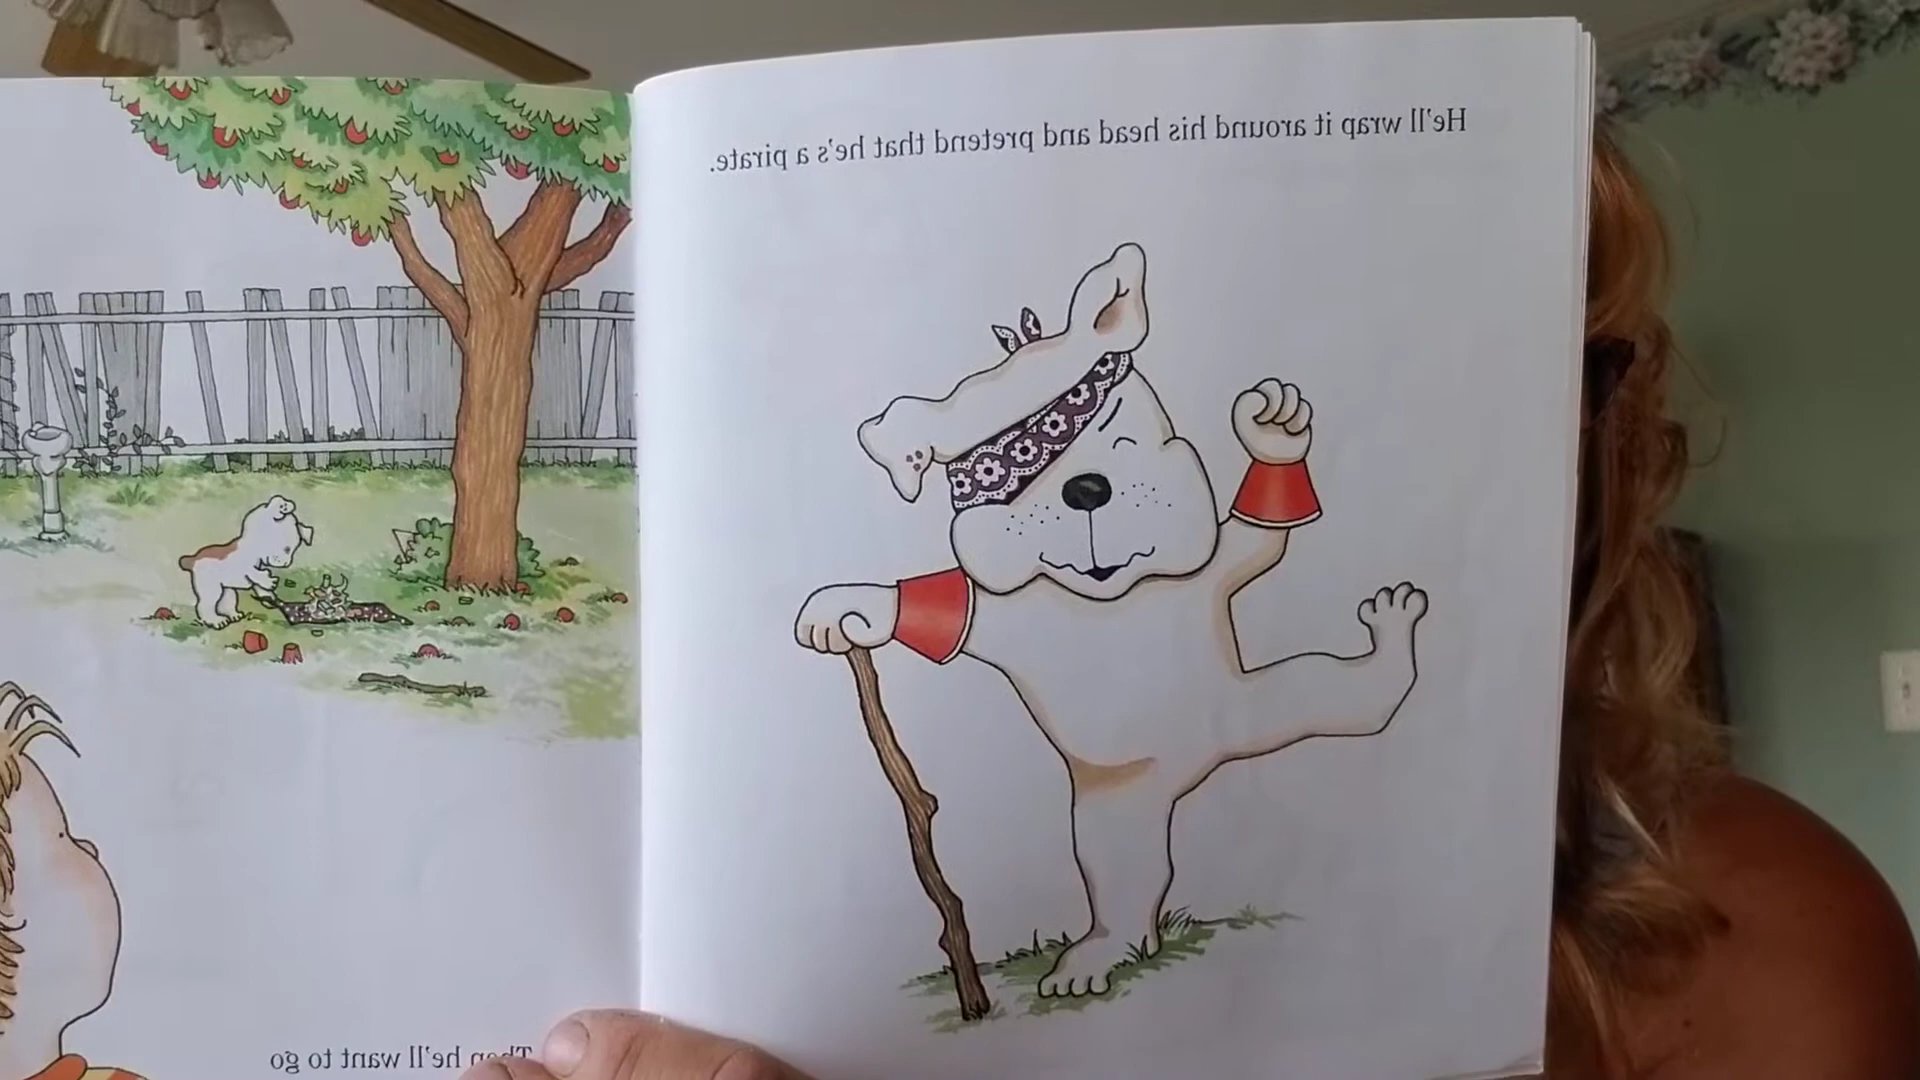 He'll wrap it around his head and pretend that he's a pirate.
Then he'll want to go